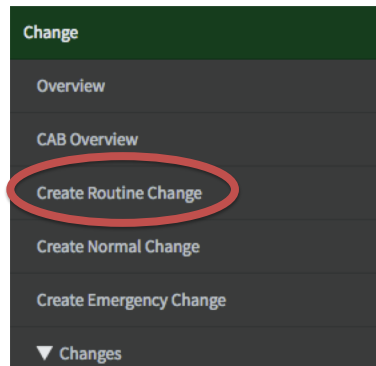 Change
Overview
CAB Overview
Create Routine Change
Create Normal Change
Create Emergency Change
▼ Changes